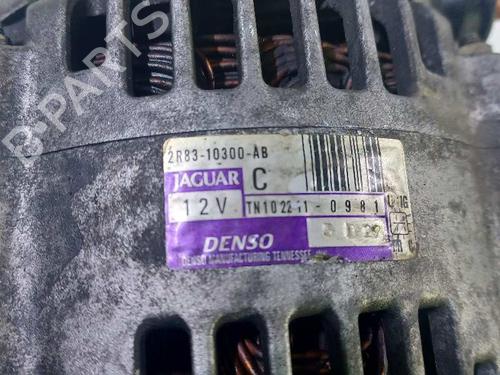 B-PARTS
2R83-10300-AB
JAGUAR C
12V TN102211-0981
DENSO
DENSO MANUFACTURING TENNESSEE